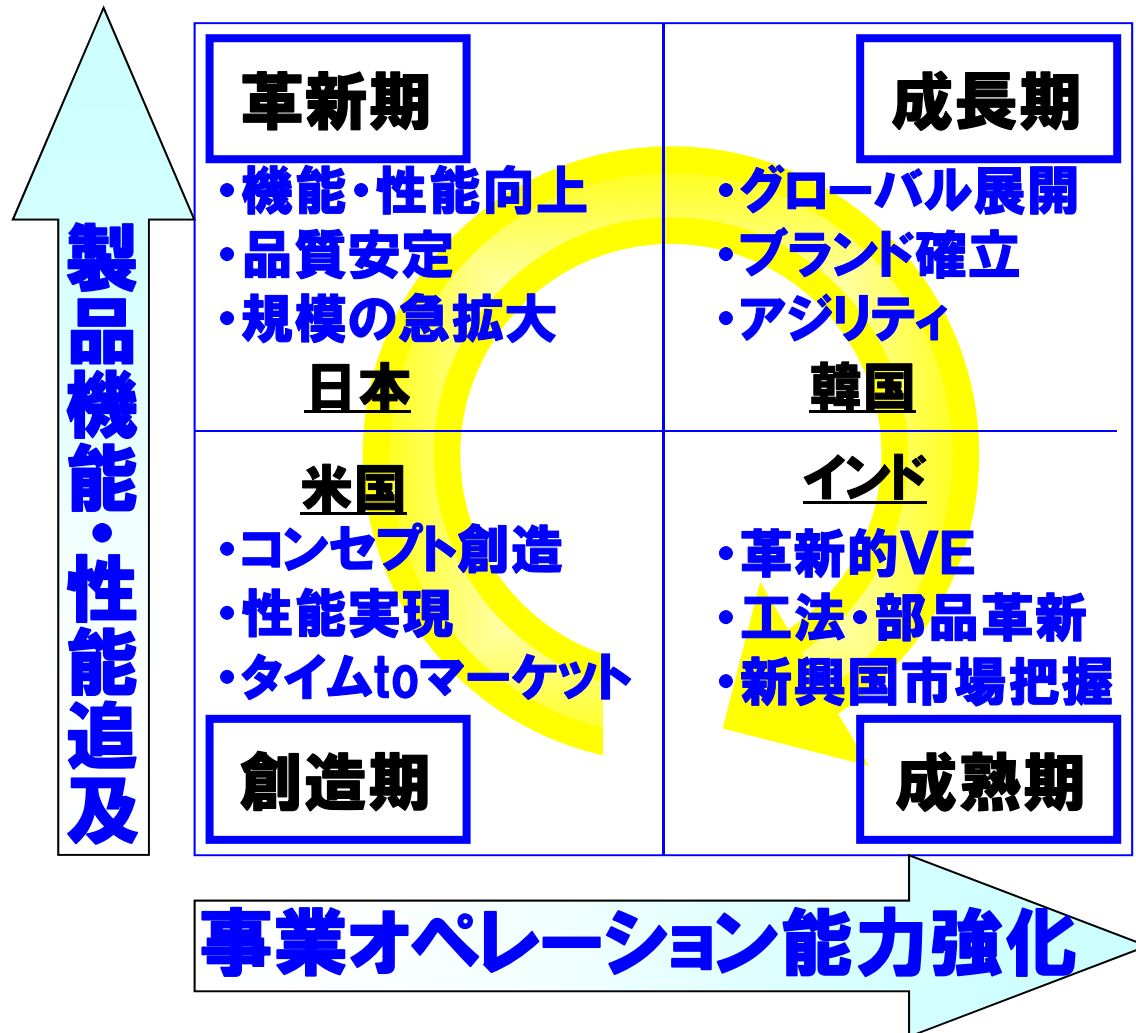 製品機能・性能追及
革新期
・機能・性能向上
・品質安定
・規模の急拡大
日本
成長期
・グローバル展開
・ブランド確立
・アジリティ
韓国
米国
・コンセプト創造
・性能実現
・タイムtoマーケット
創造期
インド
・革新的VE
・工法・部品革新
・新興国市場把握
成熟期
事業オペレーション能力強化